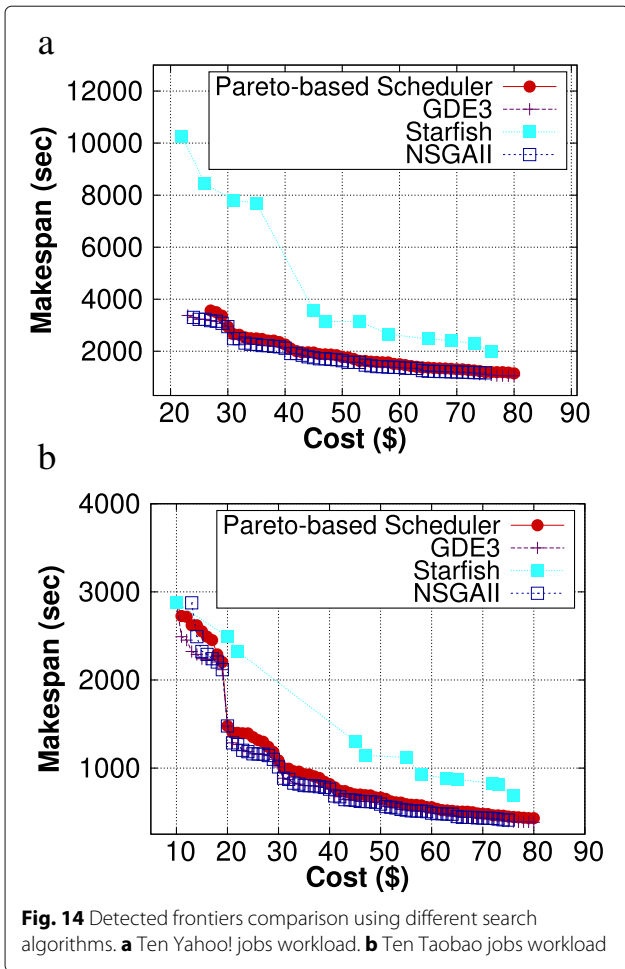 a
Pareto-based Scheduler
GDE3
Starfish
NSGAII
12000
10000
8000
6000
4000
2000
Makespan (sec)
20 30 40 50 60 70 80 90
Cost ($)
b
Pareto-based Scheduler
GDE3
Starfish
NSGAII
4000
3000
2000
1000
Makespan (sec)
10 20 30 40 50 60 70 80 90
Cost ($)
Fig. 14 Detected frontiers comparison using different search
algorithms. a Ten Yahoo! jobs workload. b Ten Taobao jobs workload